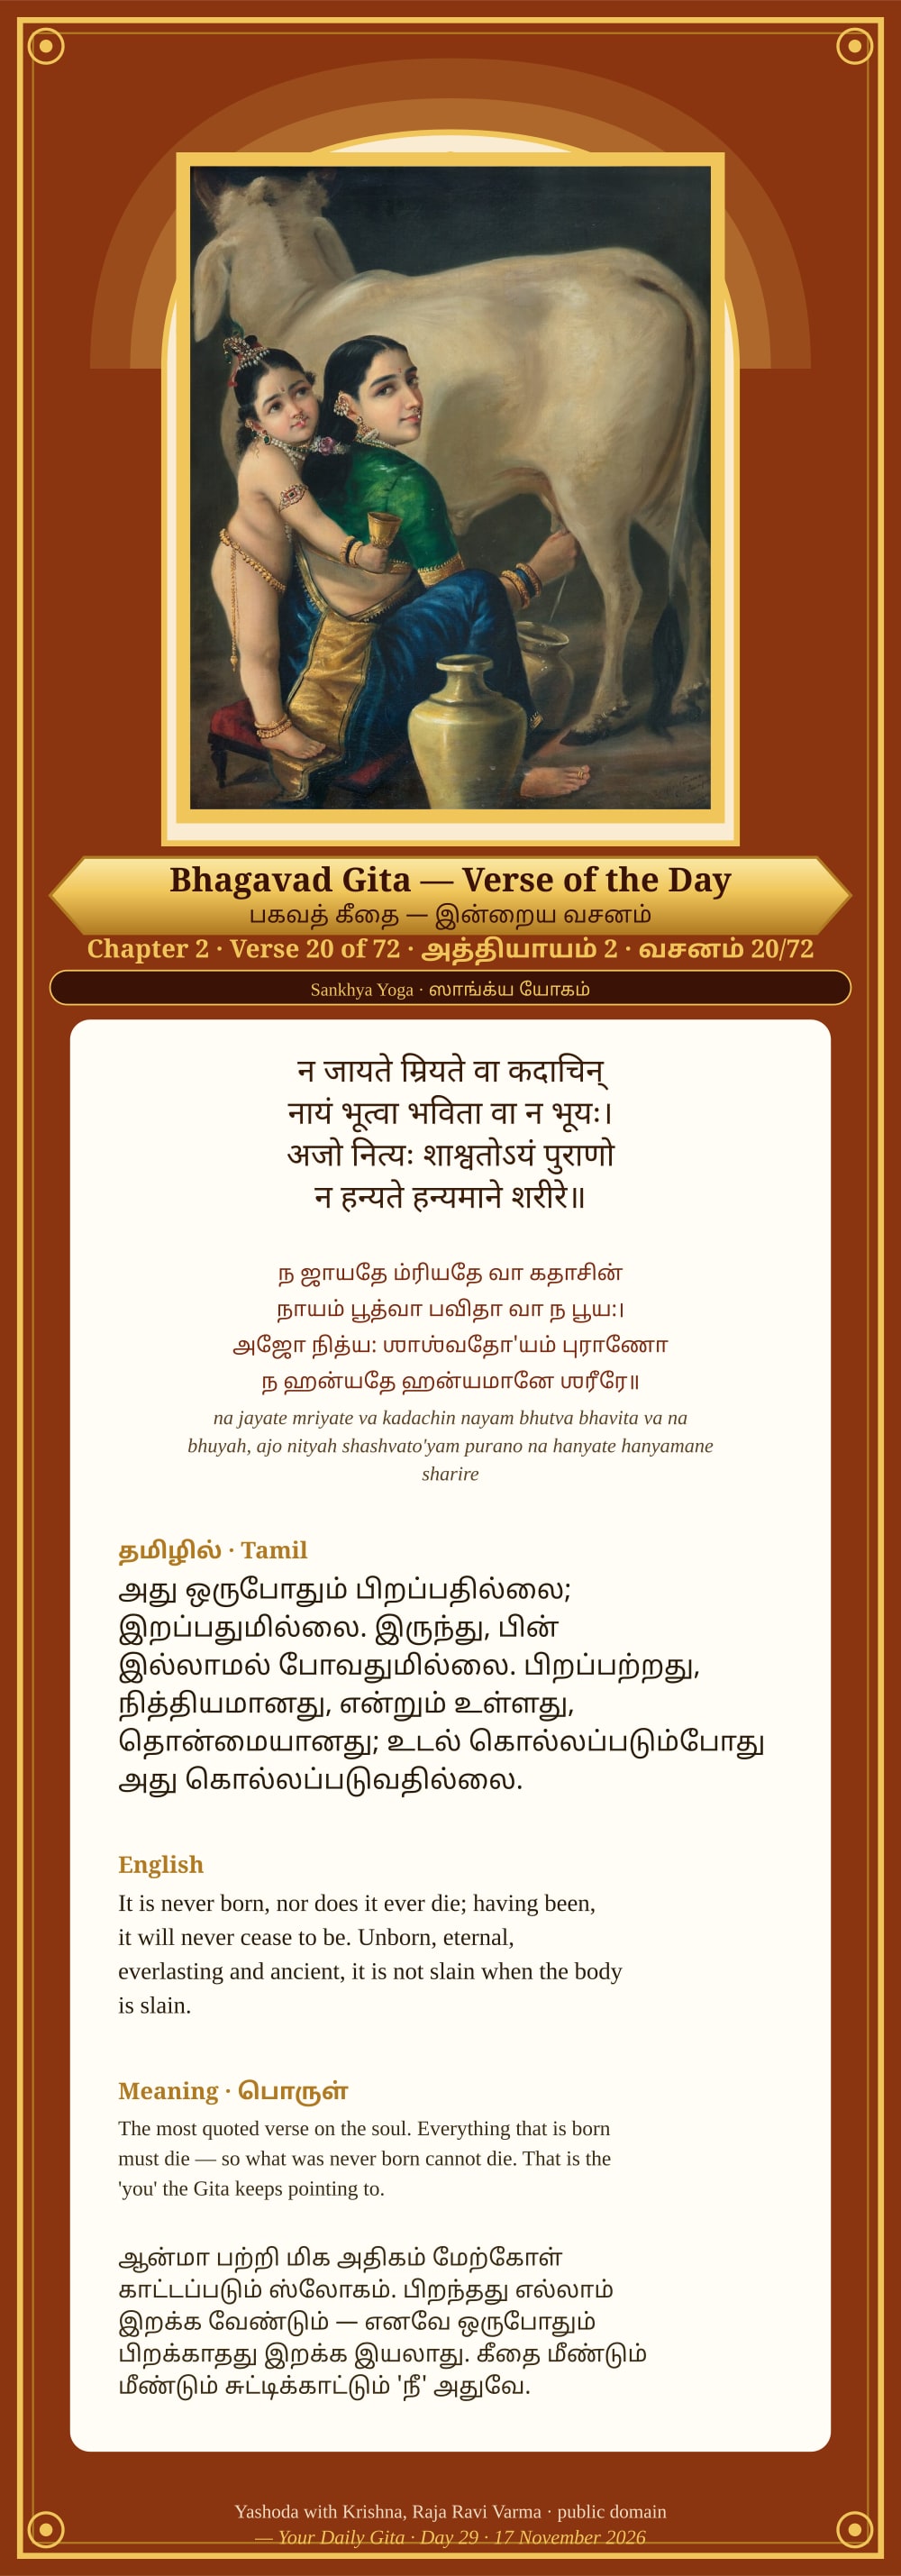 Bhagavad Gita — Verse of the Day
பகவத் கீதை — இன்றைய வசனம்
Chapter 2 · Verse 20 of 72 · அத்தியாயம் 2 · வசனம் 20/72
Sankhya Yoga · ஸாங்க்ய யோகம்
न जायते म्रियते वा कदाचिन्
नायं भूत्वा भविता वा न भूयः।
अजो नित्यः शाश्वतोऽयं पुराणो
न हन्यते हन्यमाने शरीरे॥
ந ஜாயதே ம்ரியதே வா கதாசின்
நாயம் பூத்வா பவிதா வா ந பூய:।
அஜோ நித்ய: ஶாஶ்வதோ'யம் புராணோ
ந ஹன்யதே ஹன்யமானே ஶரீரே॥
na jayate mriyate va kadachin nayam bhutva bhavita va na
bhuyah, ajo nityah shashvato'yam purano na hanyate hanyamane
sharire
தமிழில் · Tamil
அது ஒருபோதும் பிறப்பதில்லை;
இறப்பதுமில்லை. இருந்து, பின்
இல்லாமல் போவதுமில்லை. பிறப்பற்றது,
நித்தியமானது, என்றும் உள்ளது,
தொன்மையானது; உடல் கொல்லப்படும்போது
அது கொல்லப்படுவதில்லை.
English
It is never born, nor does it ever die; having been,
it will never cease to be. Unborn, eternal,
everlasting and ancient, it is not slain when the body
is slain.
Meaning · பொருள்
The most quoted verse on the soul. Everything that is born
must die — so what was never born cannot die. That is the
'you' the Gita keeps pointing to.
ஆன்மா பற்றி மிக அதிகம் மேற்கோள்
காட்டப்படும் ஸ்லோகம். பிறந்தது எல்லாம்
இறக்க வேண்டும் — எனவே ஒருபோதும்
பிறக்காதது இறக்க இயலாது. கீதை மீண்டும்
மீண்டும் சுட்டிக்காட்டும் 'நீ' அதுவே.
Yashoda with Krishna, Raja Ravi Varma · public domain
— Your Daily Gita · Day 29 · 17 November 2026